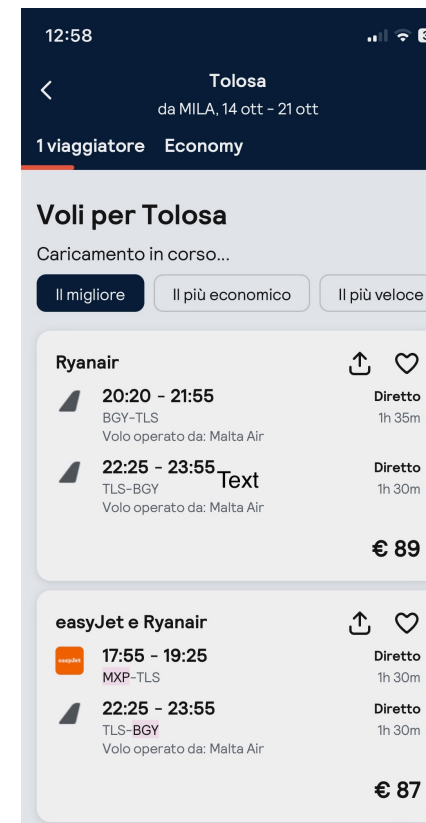 12:58
Tolosa
da MILA, 14 ott - 21 ott
1 viaggiatore Economy
Voli per Tolosa
Caricamento in corso...
Il migliore Il più economico Il più veloce
Ryanair
20:20 - 21:55 Diretto
BGY-TLS 1h 35m
Volo operato da: Malta Air
22:25 - 23:55 Text Diretto
TLS-BGY 1h 30m
Volo operato da: Malta Air
€ 89
easyJet e Ryanair
easyJet 17:55 - 19:25 Diretto
MXP-TLS 1h 30m
22:25 - 23:55 Diretto
TLS-BGY 1h 30m
Volo operato da: Malta Air
€ 87